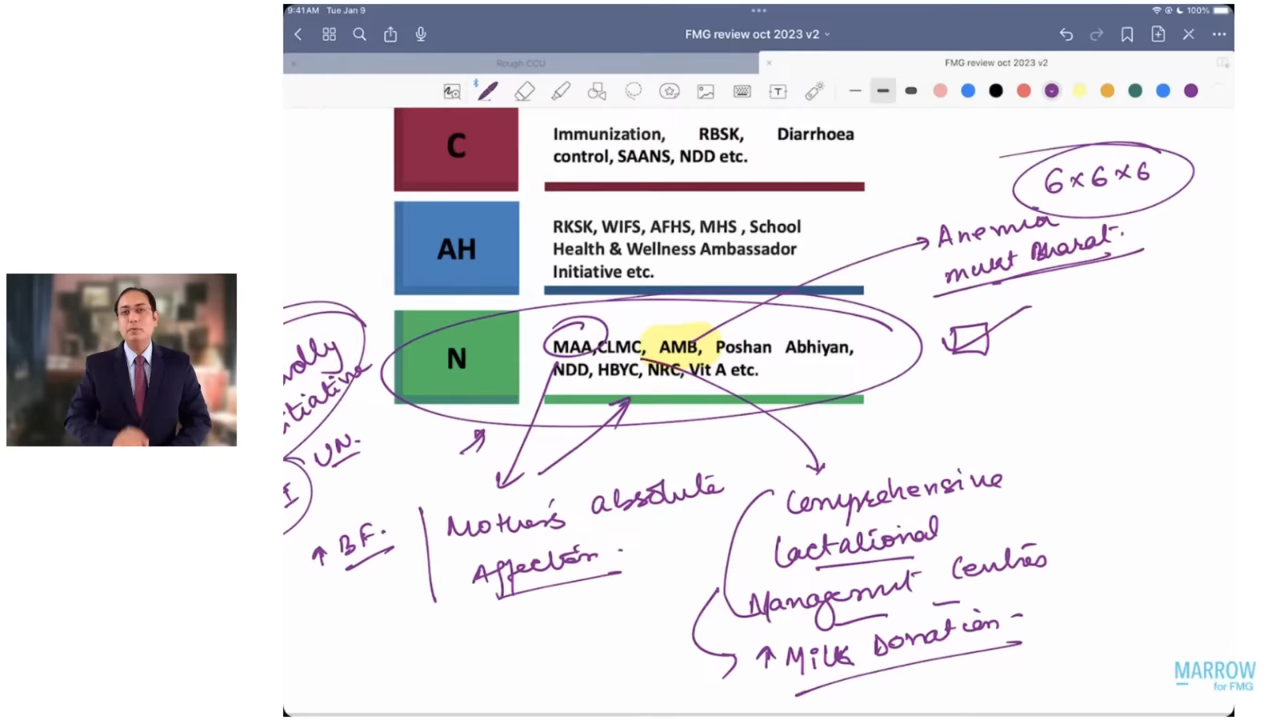 9:41 AM Tue Jan 9
100%
FMG review oct 2023 v2
Rough CCU
FMG review oct 2023 v2
C
Immunization, RBSK, Diarrhoea
control, SAANS, NDD etc.
6×6×6
AH
RKSK, WIFS, AFHS, MHS , School
Health & Wellness Ambassador
Initiative etc.
Anemia
mukt Bharat.
N
MAA,CLMC, AMB, Poshan Abhiyan,
NDD, HBYC, NRC, Vit A etc.
UN.
↑ BF.
Mother's absolute
Affection.
Comprehensive
Lactational
Management Centres
↑ Milk Donation
MARROW
for FMG